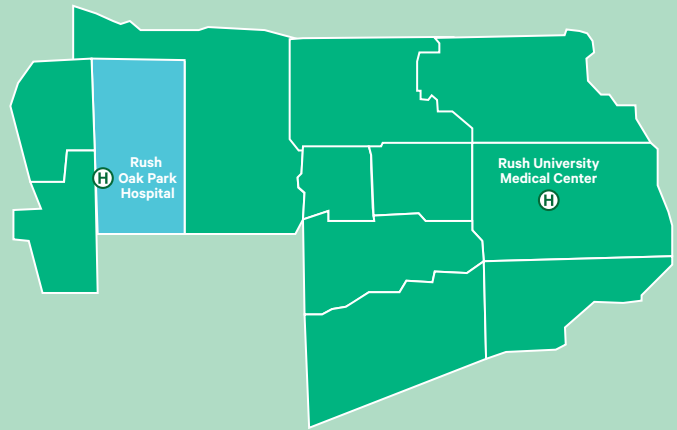 Rush
Oak Park
Hospital
H
Rush University
Medical Center
H